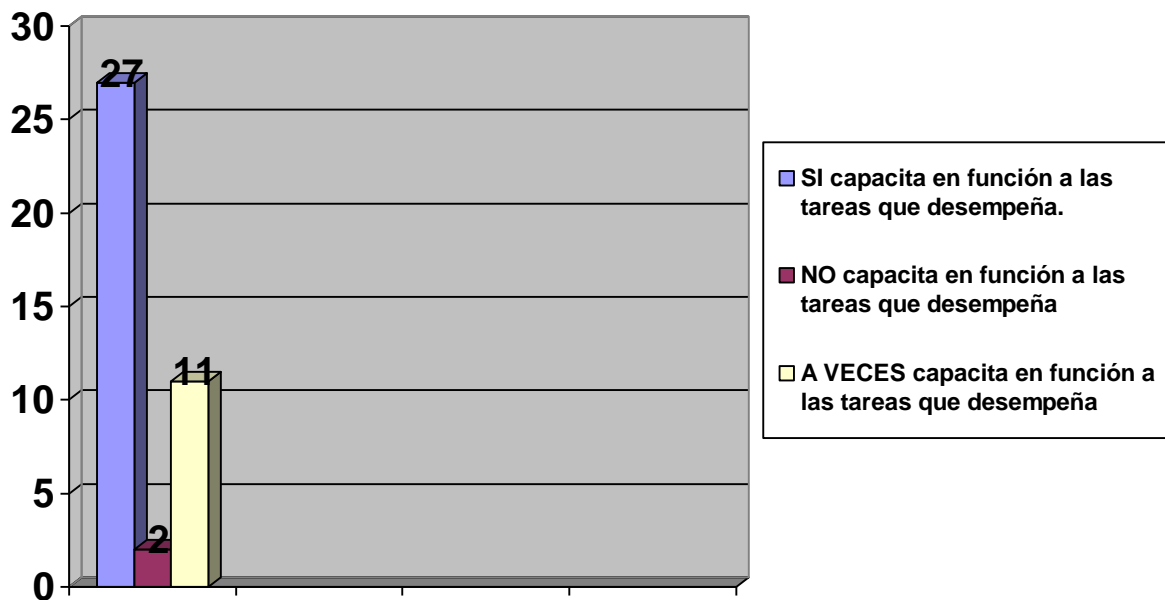 30
25
20
15
10
5
0
27
2
11
SI capacita en función a las
tareas que desempeña.
NO capacita en función a las
tareas que desempeña
A VECES capacita en función a
las tareas que desempeña